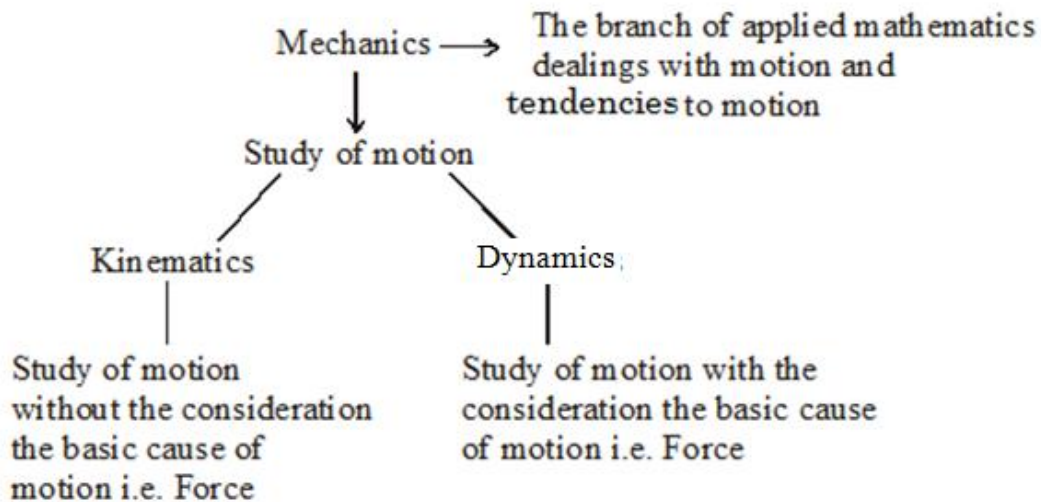 Mechanics
The branch of applied mathematics
dealings with motion and
tendencies to motion
Study of motion
Kinematics
Dynamics ;
Study of motion
without the consideration
the basic cause of
motion i.e. Force
Study of motion with the
consideration the basic cause
of motion i.e. Force